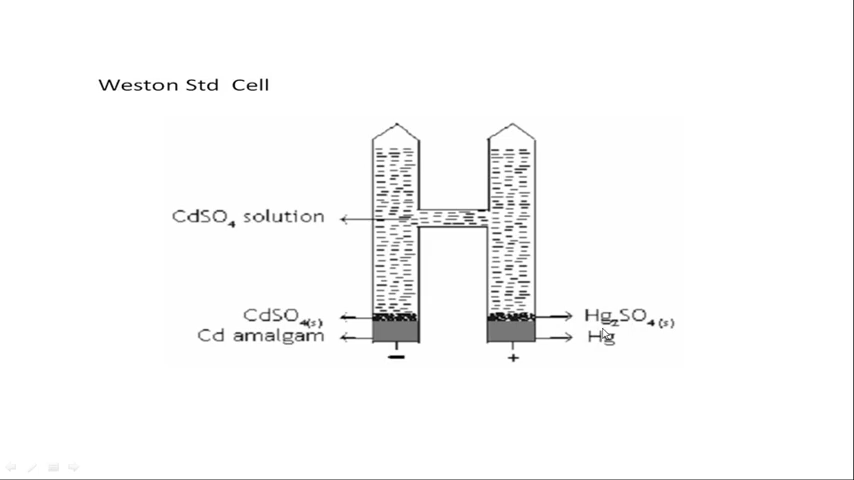 Weston Std Cell
CdSO₄ solution
CdSO₄₍ₛ₎
Hg₂SO₄₍ₛ₎
Cd amalgam
Hg
− +